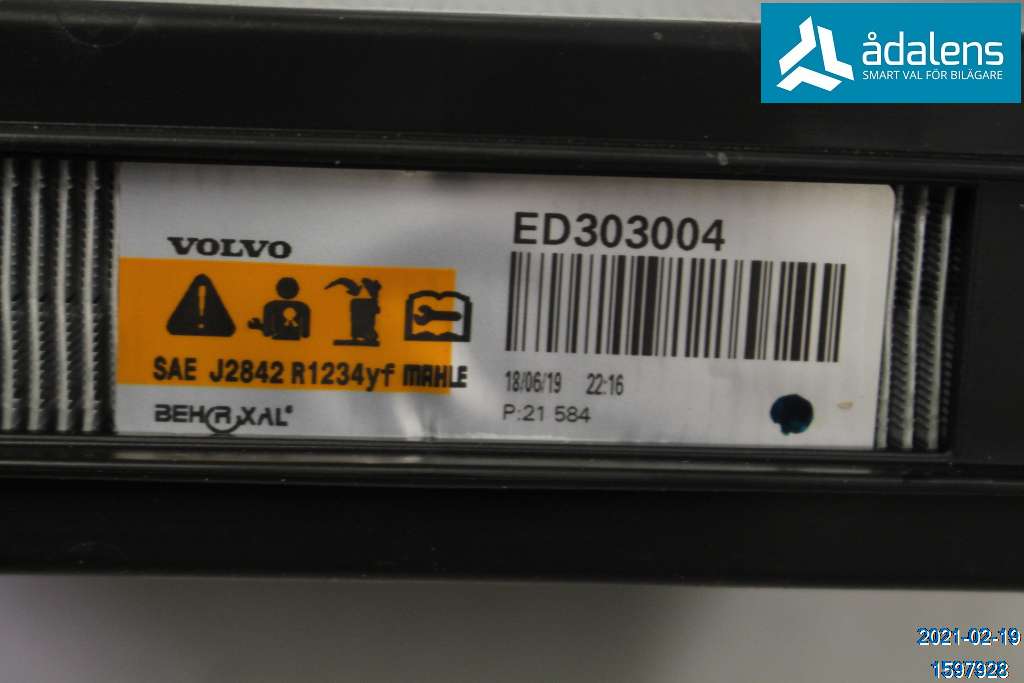 ådalens
SMART VAL FÖR BILÄGARE
VOLVO
ED303004
SAE J2842 R1234yf MAHLE
BEHR XAL
18/06/19 22:16
P:21 584
2021-02-19
1597928